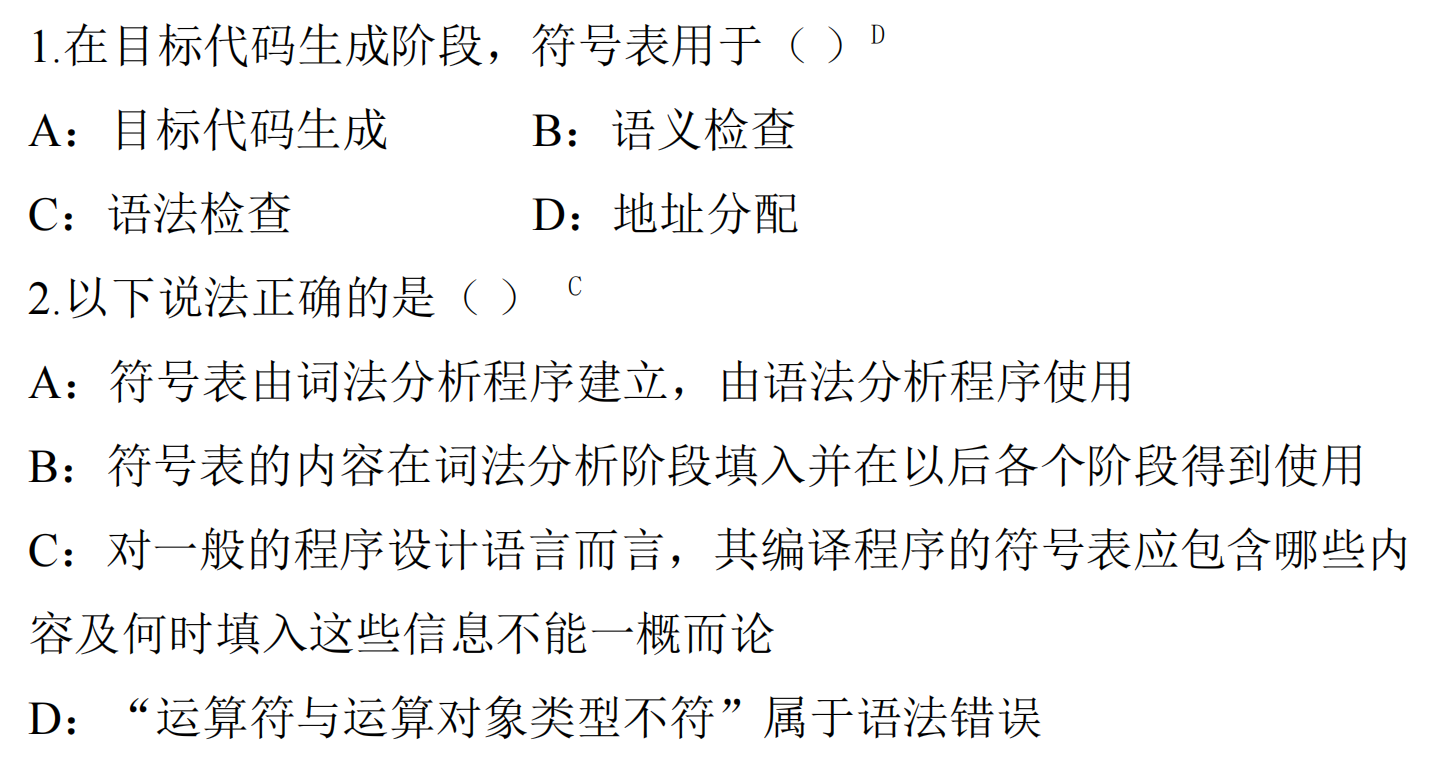 1.在目标代码生成阶段，符号表用于（ ）D
A：目标代码生成 B：语义检查
C：语法检查 D：地址分配
2.以下说法正确的是（ ） C
A：符号表由词法分析程序建立，由语法分析程序使用
B：符号表的内容在词法分析阶段填入并在以后各个阶段得到使用
C：对一般的程序设计语言而言，其编译程序的符号表应包含哪些内
容及何时填入这些信息不能一概而论
D：“运算符与运算对象类型不符”属于语法错误